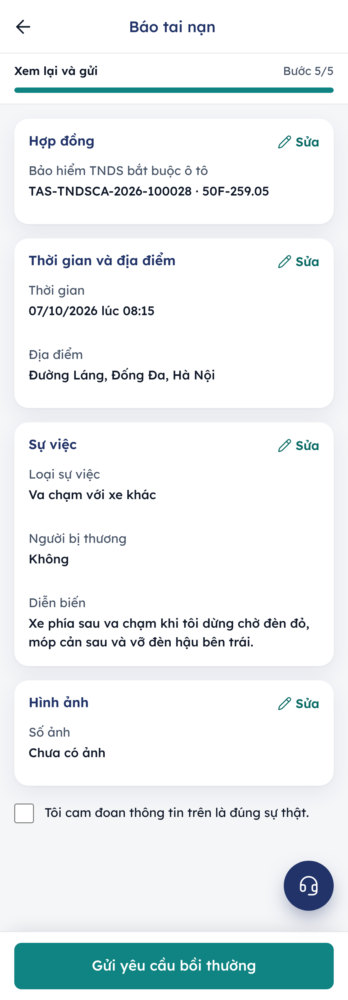 Báo tai nạn
Xem lại và gửi
Bước 5/5
Hợp đồng
Sửa
Bảo hiểm TNDS bắt buộc ô tô
TAS-TNDSCA-2026-100028 · 50F-259.05
Thời gian và địa điểm
Sửa
Thời gian
07/10/2026 lúc 08:15
Địa điểm
Đường Láng, Đống Đa, Hà Nội
Sự việc
Sửa
Loại sự việc
Va chạm với xe khác
Người bị thương
Không
Diễn biến
Xe phía sau va chạm khi tôi dừng chờ đèn đỏ,
móp cản sau và vỡ đèn hậu bên trái.
Hình ảnh
Sửa
Số ảnh
Chưa có ảnh
Tôi cam đoan thông tin trên là đúng sự thật.
Gửi yêu cầu bồi thường